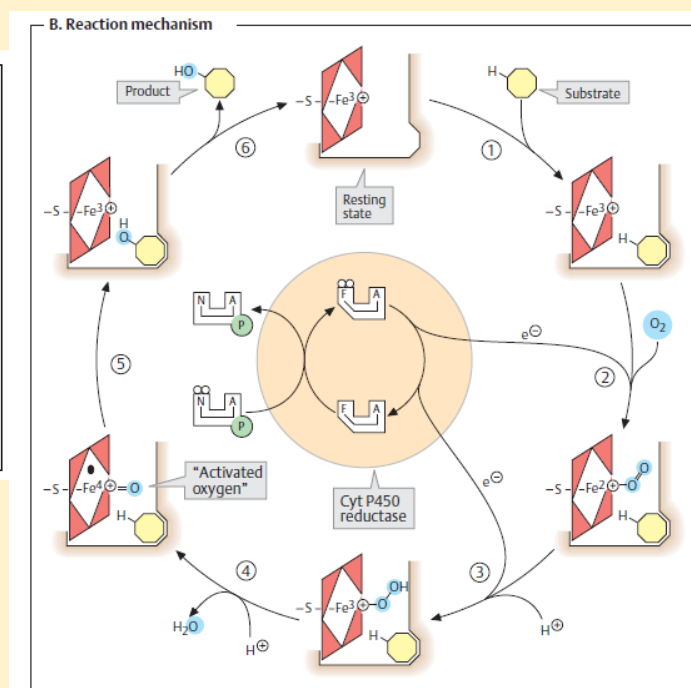 B. Reaction mechanism
HO
Product
–S–Fe3⊕
H
Substrate
⑥
①
Resting
state
–S–Fe3⊕
H
O
–S–Fe3⊕
H
N A
P
F A
e⊖
O2
②
⑤
N A
P
F A
–S–Fe4⊕=O
H
"Activated
oxygen"
Cyt P450
reductase
e⊖
–S–Fe2⊕–O
O
H
④
③
H2O
H⊕
–S–Fe3⊕–O
OH
H
H⊕